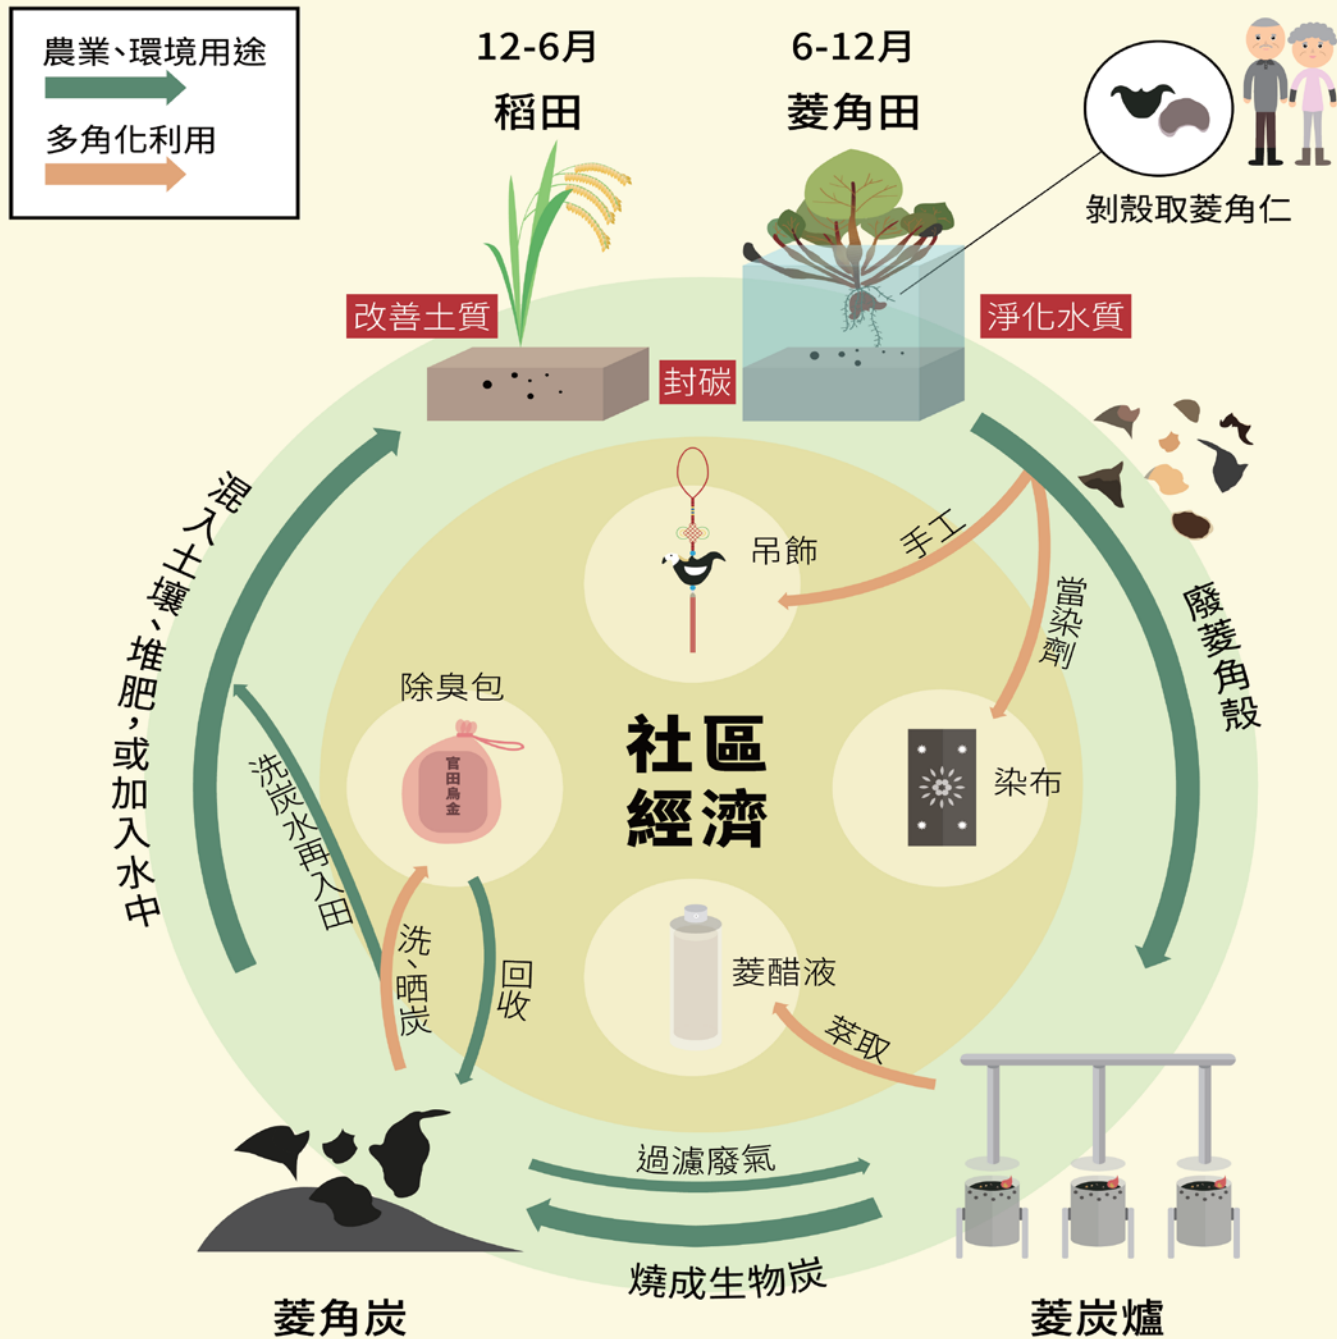 農業、環境用途
多角化利用
12-6月
稻田
6-12月
菱角田
剝殼取菱角仁
改善土質
封碳
淨化水質
混入土壤、堆肥，或加入水中
吊飾
手工
當染劑
廢菱角殼
除臭包
官田烏金
社區
經濟
染布
洗炭水再入田
洗、晒炭
回收
菱醋液
萃取
過濾廢氣
燒成生物炭
菱角炭
菱炭爐